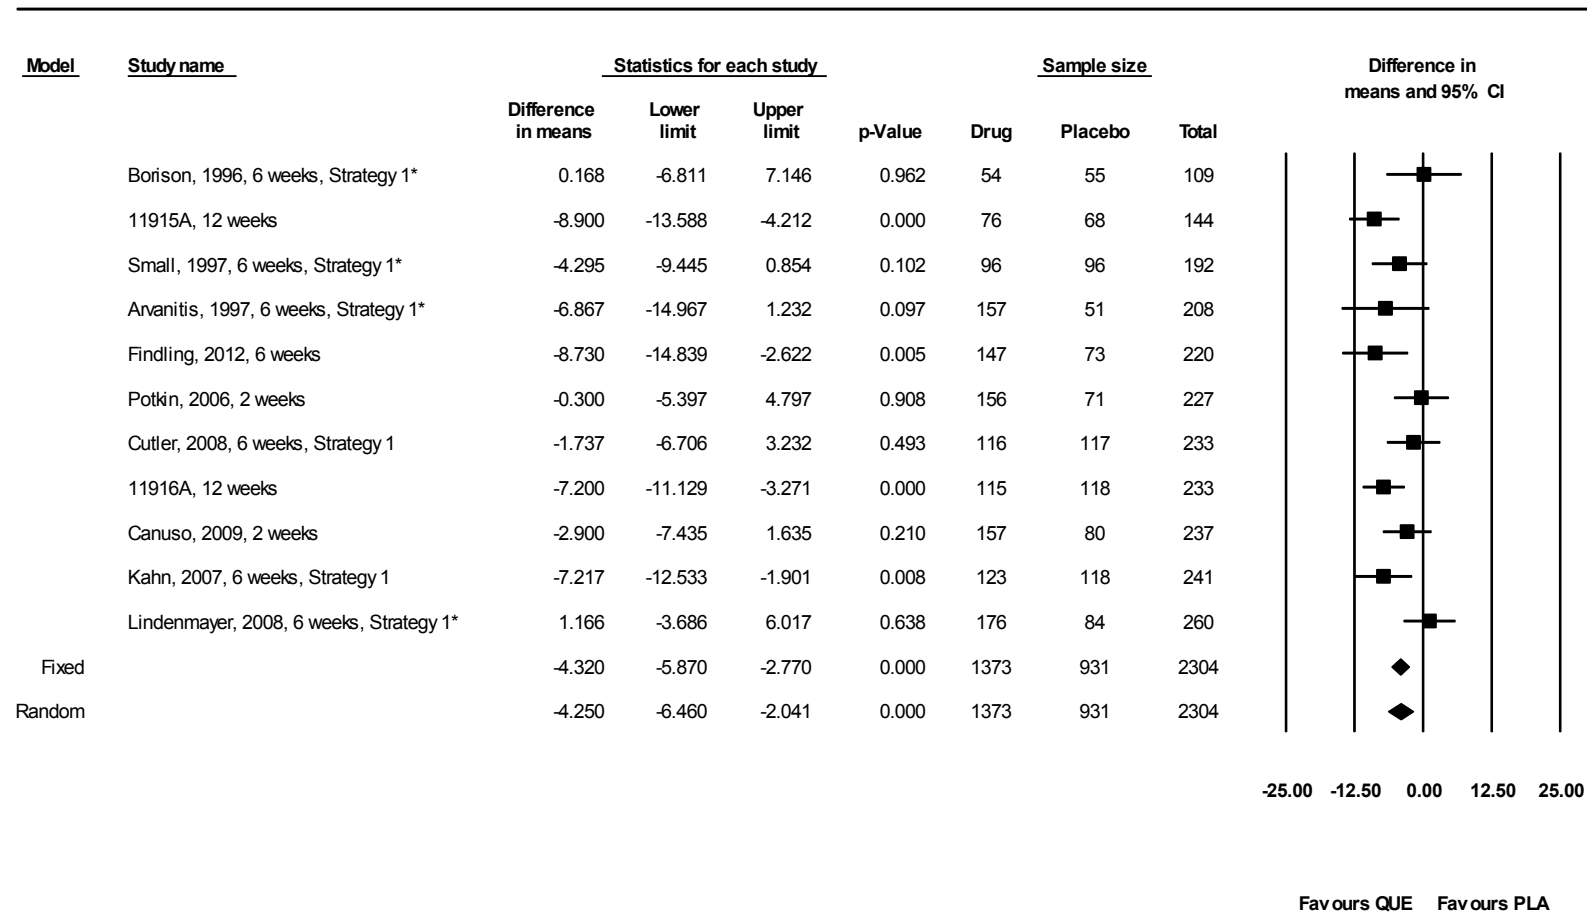 Model Study name Statistics for each study Sample size Difference in means and 95% CI
Difference in means Lower limit Upper limit p-Value Drug Placebo Total
Borison, 1996, 6 weeks, Strategy 1* 0.168 -6.811 7.146 0.962 54 55 109
11915A, 12 weeks -8.900 -13.588 -4.212 0.000 76 68 144
Small, 1997, 6 weeks, Strategy 1* -4.295 -9.445 0.854 0.102 96 96 192
Arvanitis, 1997, 6 weeks, Strategy 1* -6.867 -14.967 1.232 0.097 157 51 208
Findling, 2012, 6 weeks -8.730 -14.839 -2.622 0.005 147 73 220
Potkin, 2006, 2 weeks -0.300 -5.397 4.797 0.908 156 71 227
Cutler, 2008, 6 weeks, Strategy 1 -1.737 -6.706 3.232 0.493 116 117 233
11916A, 12 weeks -7.200 -11.129 -3.271 0.000 115 118 233
Canuso, 2009, 2 weeks -2.900 -7.435 1.635 0.210 157 80 237
Kahn, 2007, 6 weeks, Strategy 1 -7.217 -12.533 -1.901 0.008 123 118 241
Lindenmayer, 2008, 6 weeks, Strategy 1* 1.166 -3.686 6.017 0.638 176 84 260
Fixed -4.320 -5.870 -2.770 0.000 1373 931 2304
Random -4.250 -6.460 -2.041 0.000 1373 931 2304
-25.00 -12.50 0.00 12.50 25.00
Favours QUE Favours PLA